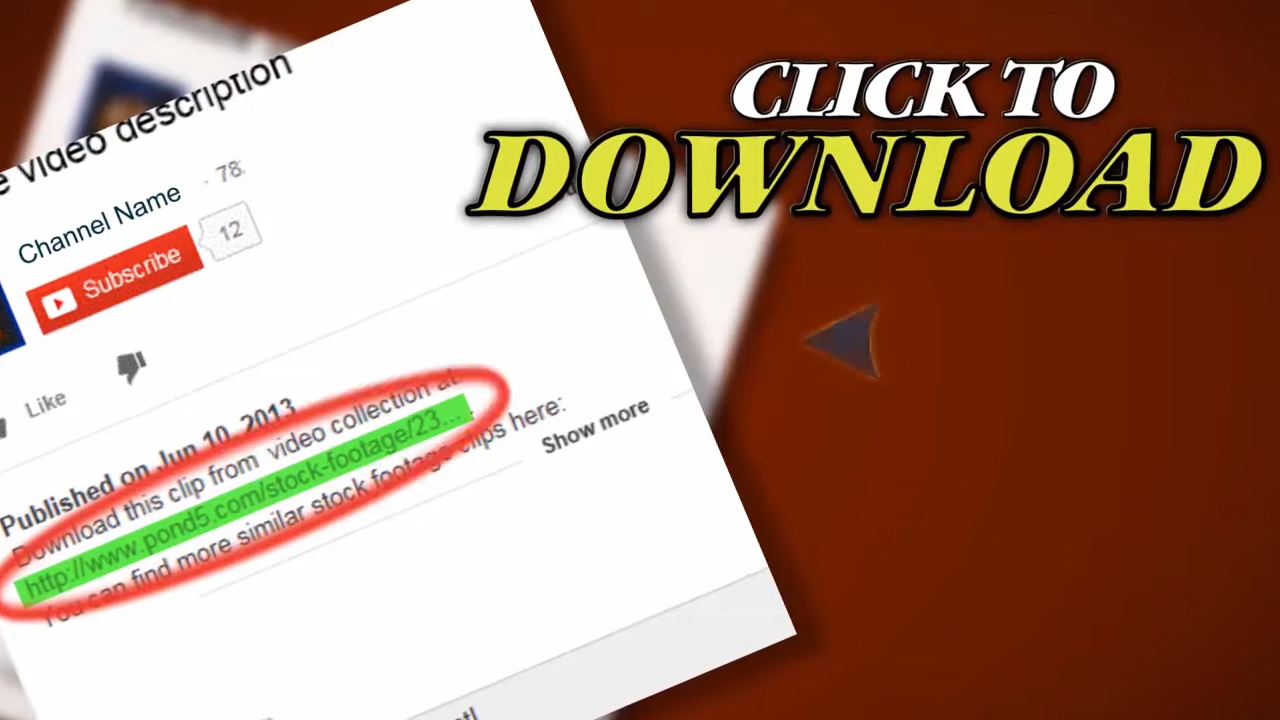 CLICK TO
DOWNLOAD
video description
Channel Name
78
Subscribe
12
Like
Published on Jun 10, 2013
Download this clip from video collection at
http://www.pond5.com/stock-footage/23...
You can find more similar stock footage clips here:
Show more